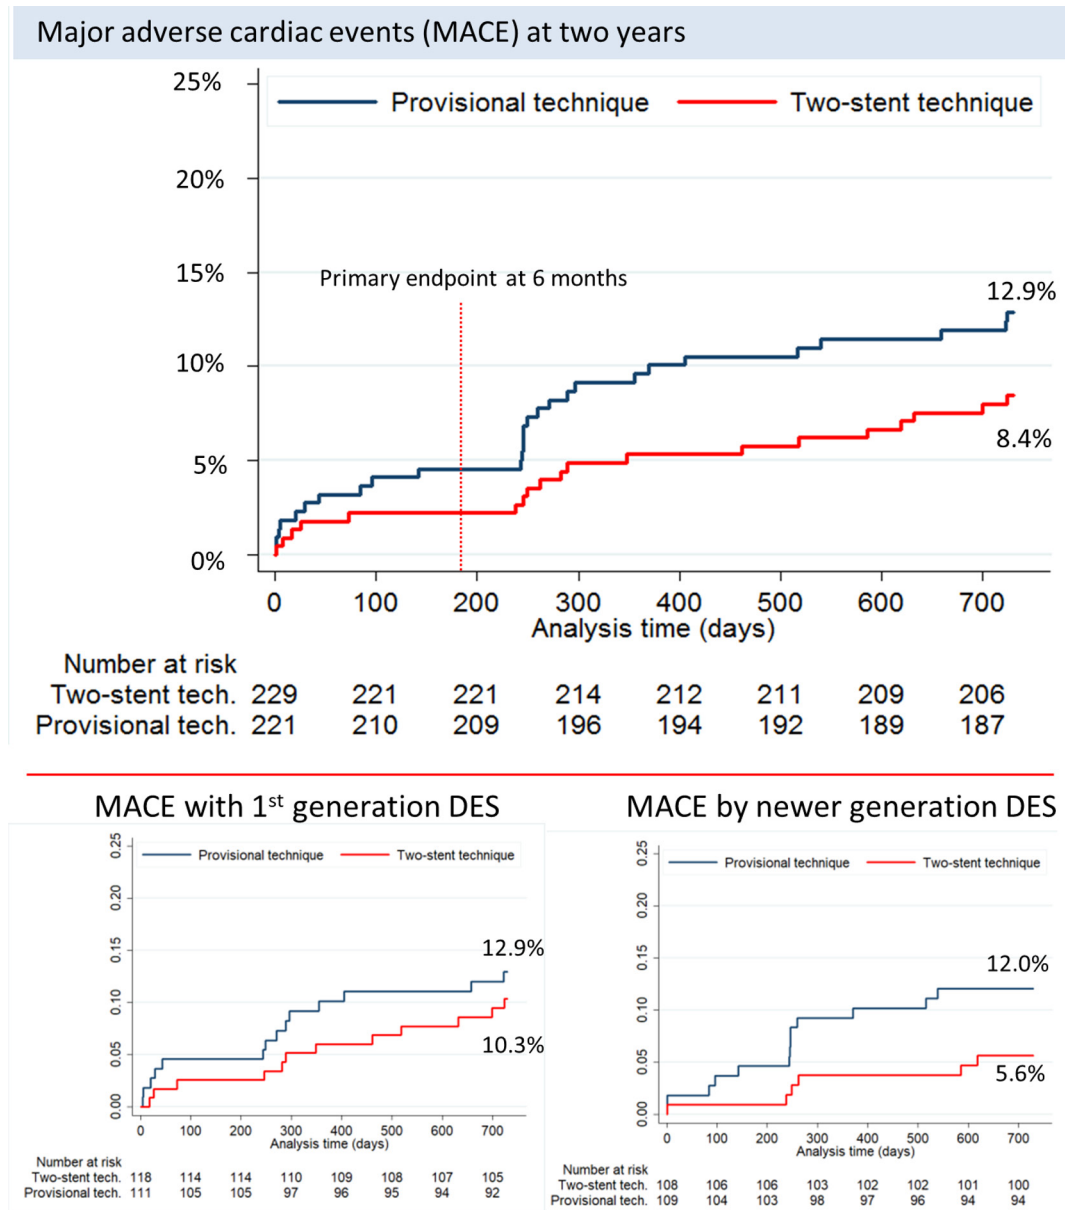 Major adverse cardiac events (MACE) at two years
Provisional technique Two-stent technique
25%
20%
15%
10%
5%
0%
Primary endpoint at 6 months
12.9%
8.4%
0 100 200 300 400 500 600 700
Analysis time (days)
Number at risk
Two-stent tech. 229 221 221 214 212 211 209 206
Provisional tech. 221 210 209 196 194 192 189 187
MACE with 1st generation DES
Provisional technique Two-stent technique
0.25
0.20
0.15
0.10
0.05
0.00
12.9%
10.3%
0 100 200 300 400 500 600 700
Analysis time (days)
Number at risk
Two-stent tech. 118 114 114 110 109 108 107 105
Provisional tech. 111 105 105 97 96 95 94 92
MACE by newer generation DES
Provisional technique Two-stent technique
0.25
0.20
0.15
0.10
0.05
0.00
12.0%
5.6%
0 100 200 300 400 500 600 700
Analysis time (days)
Number at risk
Two-stent tech. 108 106 106 103 102 102 101 100
Provisional tech. 109 104 103 98 97 96 94 94